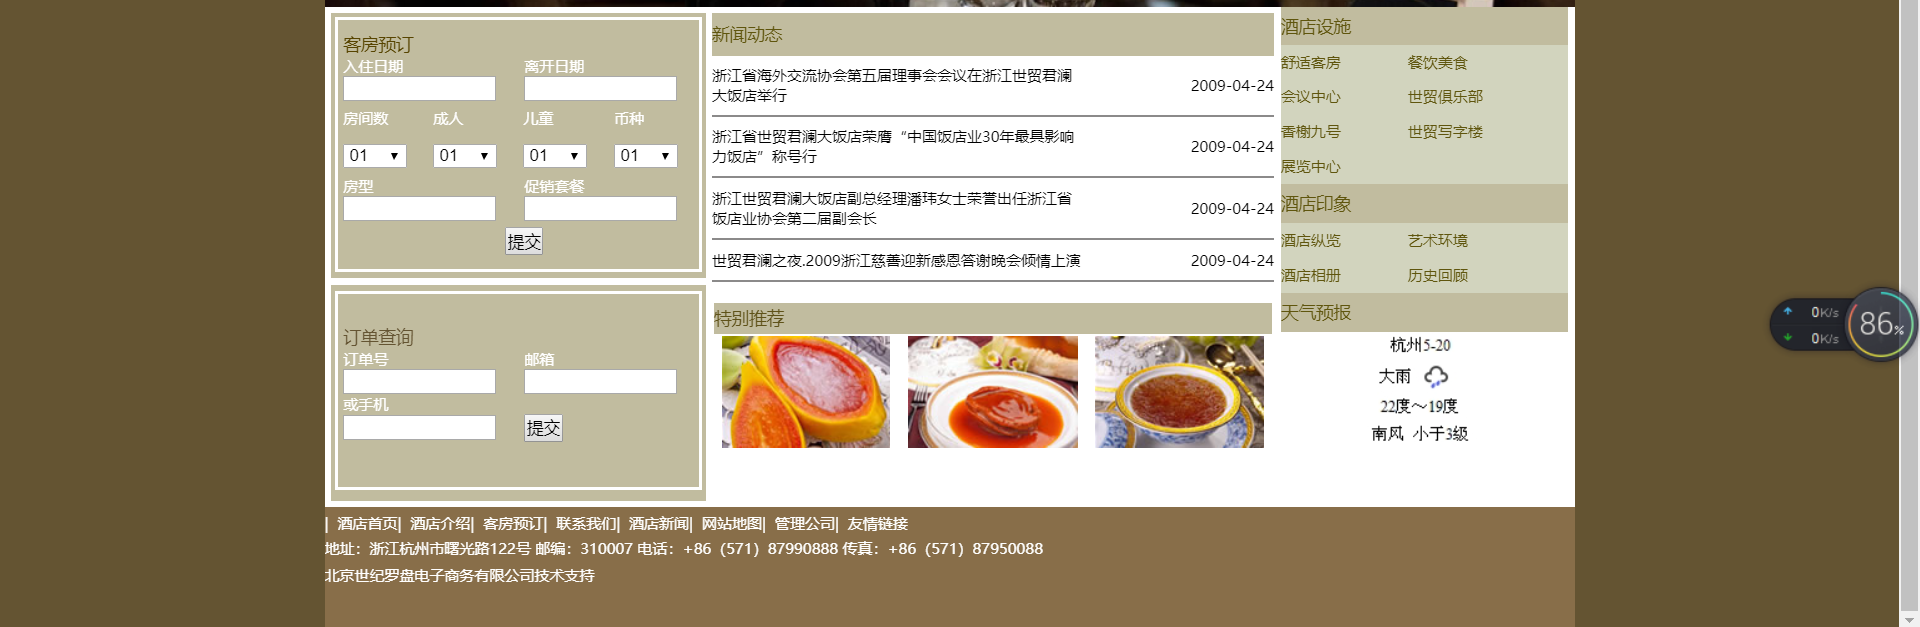 客房预订
入住日期 离开日期
房间数 成人 儿童 币种
01 01 01 01
房型 促销套餐
提交
订单查询
订单号 邮箱
或手机
提交
新闻动态
浙江省海外交流协会第五届理事会会议在浙江世贸君澜
大饭店举行
2009-04-24
浙江省世贸君澜大饭店荣膺“中国饭店业30年最具影响
力饭店”称号行
2009-04-24
浙江世贸君澜大饭店副总经理潘玮女士荣誉出任浙江省
饭店业协会第二届副会长
2009-04-24
世贸君澜之夜.2009浙江慈善迎新感恩答谢晚会倾情上演
2009-04-24
特别推荐
酒店设施
舒适客房 餐饮美食
会议中心 世贸俱乐部
香榭九号 世贸写字楼
展览中心
酒店印象
酒店纵览 艺术环境
酒店相册 历史回顾
天气预报
杭州5-20
大雨
22度～19度
南风 小于3级
0K/s
0K/s
86%
| 酒店首页| 酒店介绍| 客房预订| 联系我们| 酒店新闻| 网站地图| 管理公司| 友情链接
地址：浙江杭州市曙光路122号 邮编：310007 电话：+86（571）87990888 传真：+86（571）87950088
北京世纪罗盘电子商务有限公司技术支持